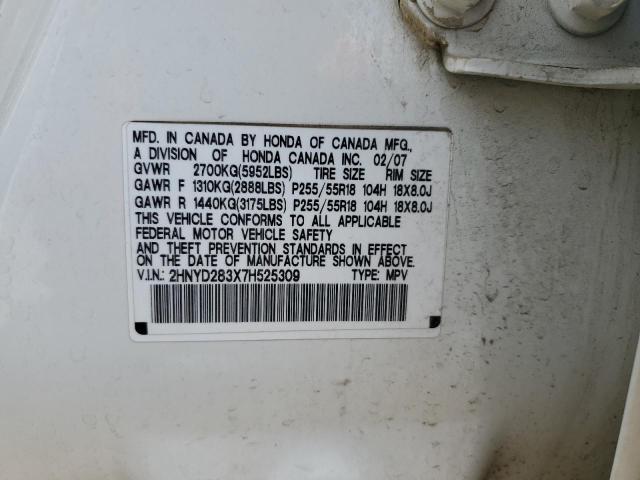 MFD. IN CANADA BY HONDA OF CANADA MFG.,
A DIVISION OF HONDA CANADA INC. 02/07
GVWR 2700KG(5952LBS) TIRE SIZE RIM SIZE
GAWR F 1310KG(2888LBS) P255/55R18 104H 18X8.0J
GAWR R 1440KG(3175LBS) P255/55R18 104H 18X8.0J
THIS VEHICLE CONFORMS TO ALL APPLICABLE
FEDERAL MOTOR VEHICLE SAFETY
AND THEFT PREVENTION STANDARDS IN EFFECT
ON THE DATE OF MANUFACTURE SHOWN ABOVE.
V.I.N.: 2HNYD283X7H525309 TYPE: MPV